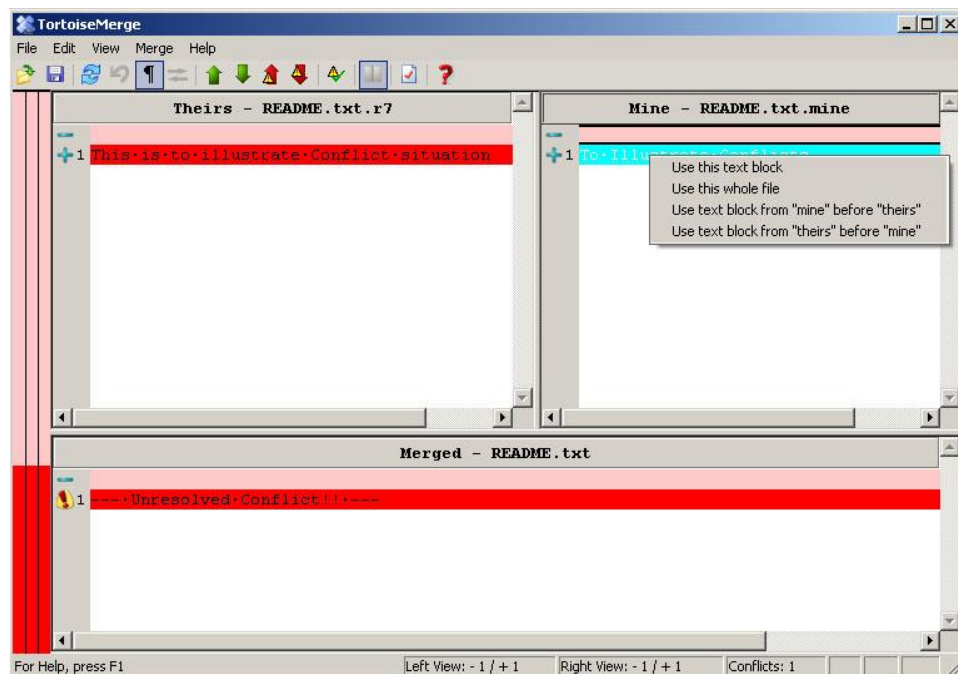 TortoiseMerge
File Edit View Merge Help
Theirs - README.txt.r7
Mine - README.txt.mine
1 This·is·to·illustrate·Conflict·situation
1 To·Illustrate·Conflicts
Use this text block
Use this whole file
Use text block from "mine" before "theirs"
Use text block from "theirs" before "mine"
Merged - README.txt
1 ---·Unresolved·Conflict!!·---
For Help, press F1 Left View: - 1 / + 1 Right View: - 1 / + 1 Conflicts: 1